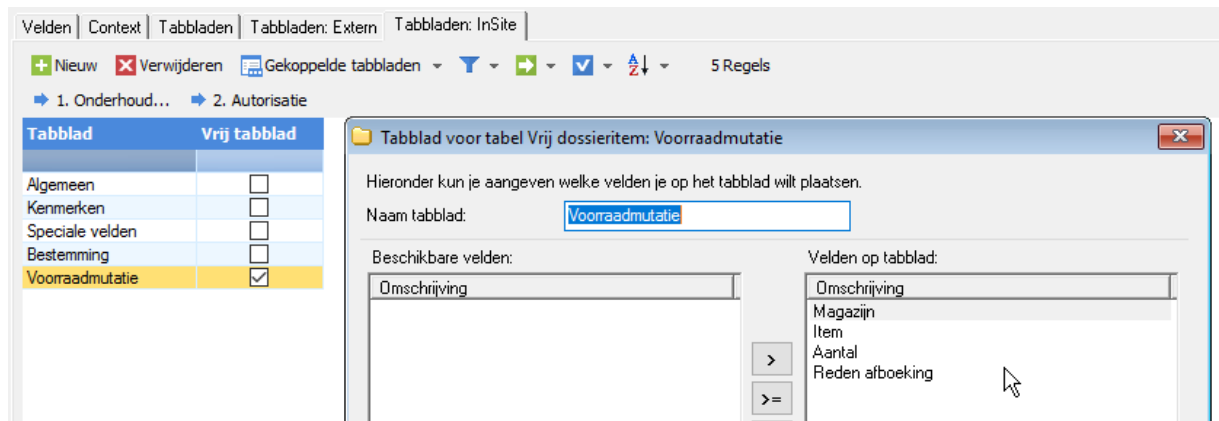 Velden Context Tabbladen Tabbladen: Extern Tabbladen: InSite
Nieuw Verwijderen Gekoppelde tabbladen 5 Regels
1. Onderhoud... 2. Autorisatie
Tabblad Vrij tabblad
Algemeen
Kenmerken
Speciale velden
Bestemming
Voorraadmutatie
Tabblad voor tabel Vrij dossieritem: Voorraadmutatie
Hieronder kun je aangeven welke velden je op het tabblad wilt plaatsen.
Naam tabblad: Voorraadmutatie
Beschikbare velden: Velden op tabblad:
Omschrijving Omschrijving
Magazijn
Item
Aantal
Reden afboeking
>
>=